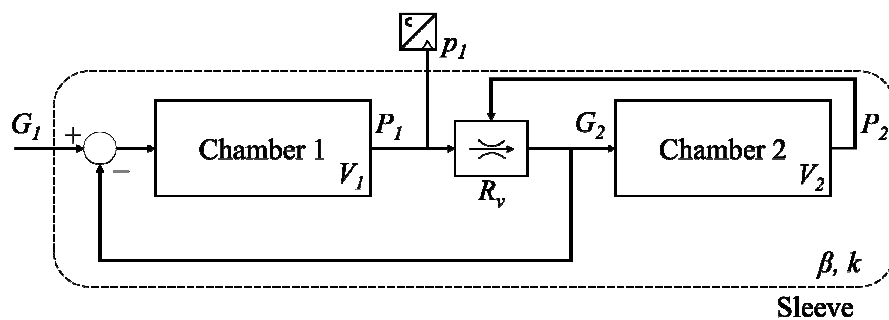 c
p1
G1
+
Chamber 1
V1
P1
−
Rv
G2
Chamber 2
V2
P2
β, k
Sleeve